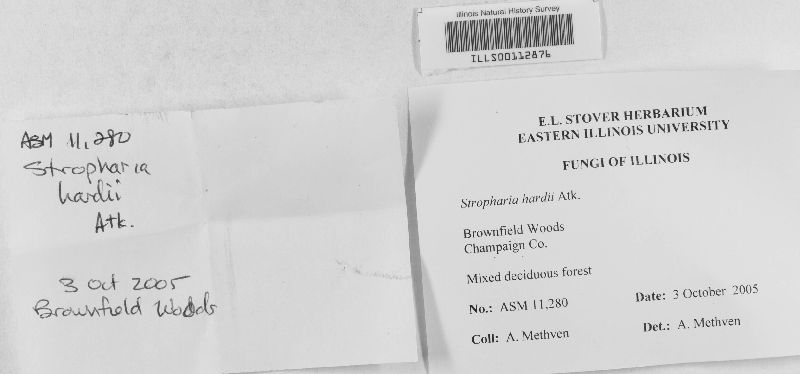 Illinois Natural History Survey
ILLS00112876
ASM 11,280
Stropharia
hardii
Atk.
3 Oct 2005
Brownfield Woods
E.L. STOVER HERBARIUM
EASTERN ILLINOIS UNIVERSITY
FUNGI OF ILLINOIS
Stropharia hardii Atk.
Brownfield Woods
Champaign Co.
Mixed deciduous forest
No.: ASM 11,280 Date: 3 October 2005
Coll: A. Methven Det.: A. Methven